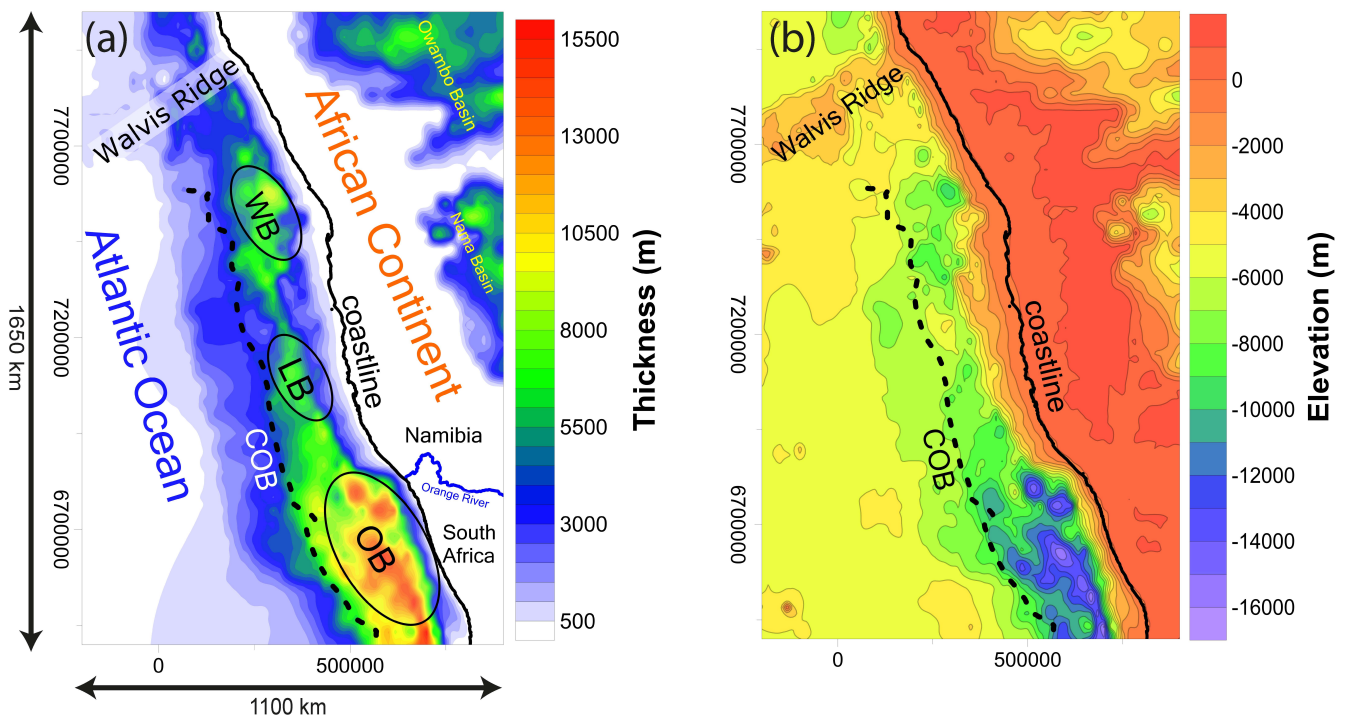 (a)
Owambo Basin
Walvis Ridge
African Continent
WB
Nama Basin
Atlantic Ocean
coastline
LB
COB
Namibia
Orange River
OB
South
Africa
7700000
7200000
6700000
0
500000
1650 km
1100 km
15500
13000
10500
8000
5500
3000
500
Thickness (m)
(b)
Walvis Ridge
coastline
COB
7700000
7200000
6700000
0
500000
0
-2000
-4000
-6000
-8000
-10000
-12000
-14000
-16000
Elevation (m)